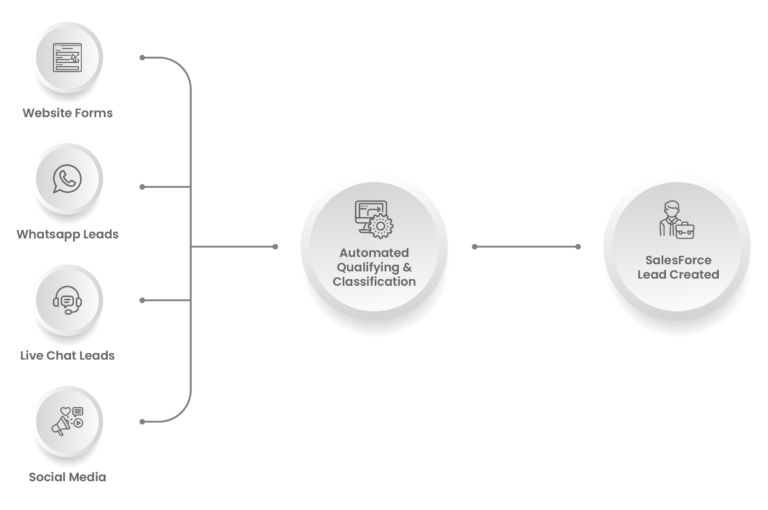 Website Forms
Whatsapp Leads
Live Chat Leads
Social Media
Automated
Qualifying &
Classification
SalesForce
Lead Created